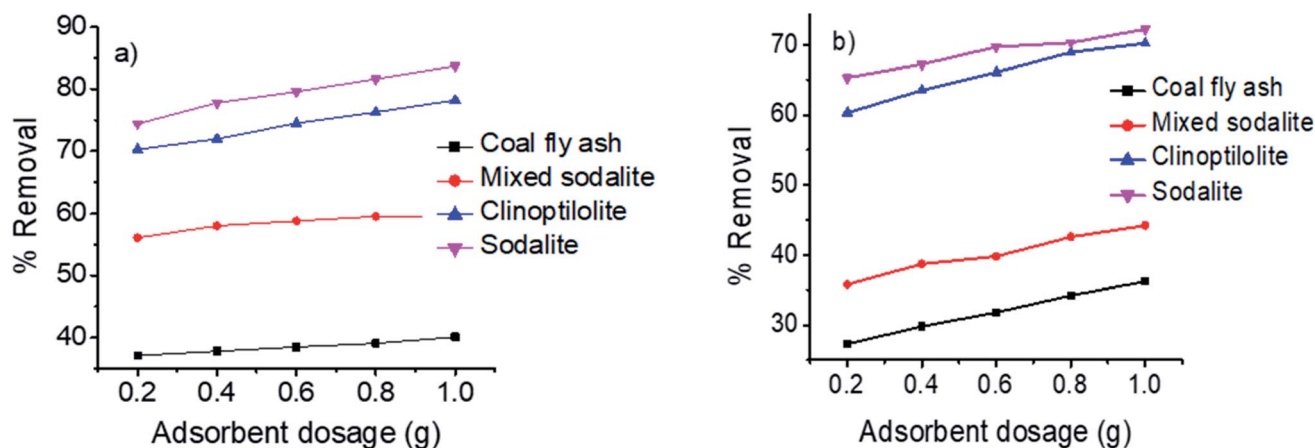 a)
% Removal
90
80
70
60
50
40
0.2 0.4 0.6 0.8 1.0
Adsorbent dosage (g)
Coal fly ash
Mixed sodalite
Clinoptilolite
Sodalite
b)
% Removal
70
60
50
40
30
0.2 0.4 0.6 0.8 1.0
Adsorbent dosage (g)
Coal fly ash
Mixed sodalite
Clinoptilolite
Sodalite